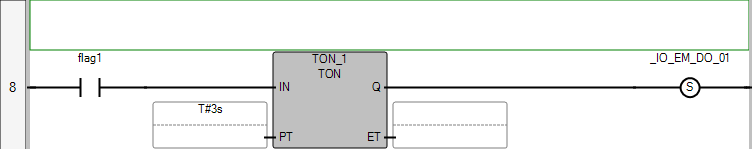 flag1
TON_1
_IO_EM_DO_01
TON
8
IN
Q
S
T#3s
PT
ET